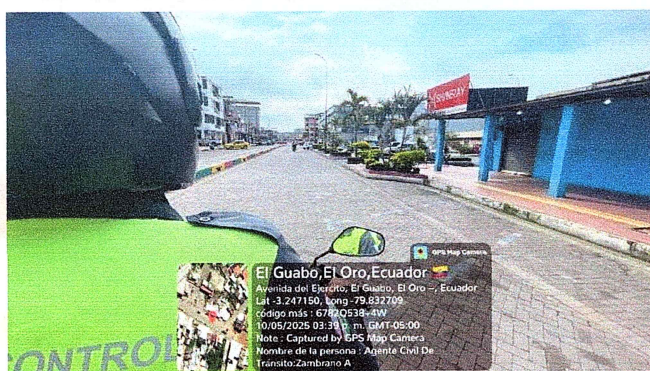 SHINERAY
GPS Map Camera
El Guabo,El Oro,Ecuador
Avenida del Ejercito, El Guabo, El Oro –, Ecuador
Lat -3.247150, Long -79.832709
código más : 6782Q538+4W
10/05/2025 03:39 p. m. GMT-05:00
Note : Captured by GPS Map Camera
Nombre de la persona : Agente Civil De
Tránsito:Zambrano A
CONTROL